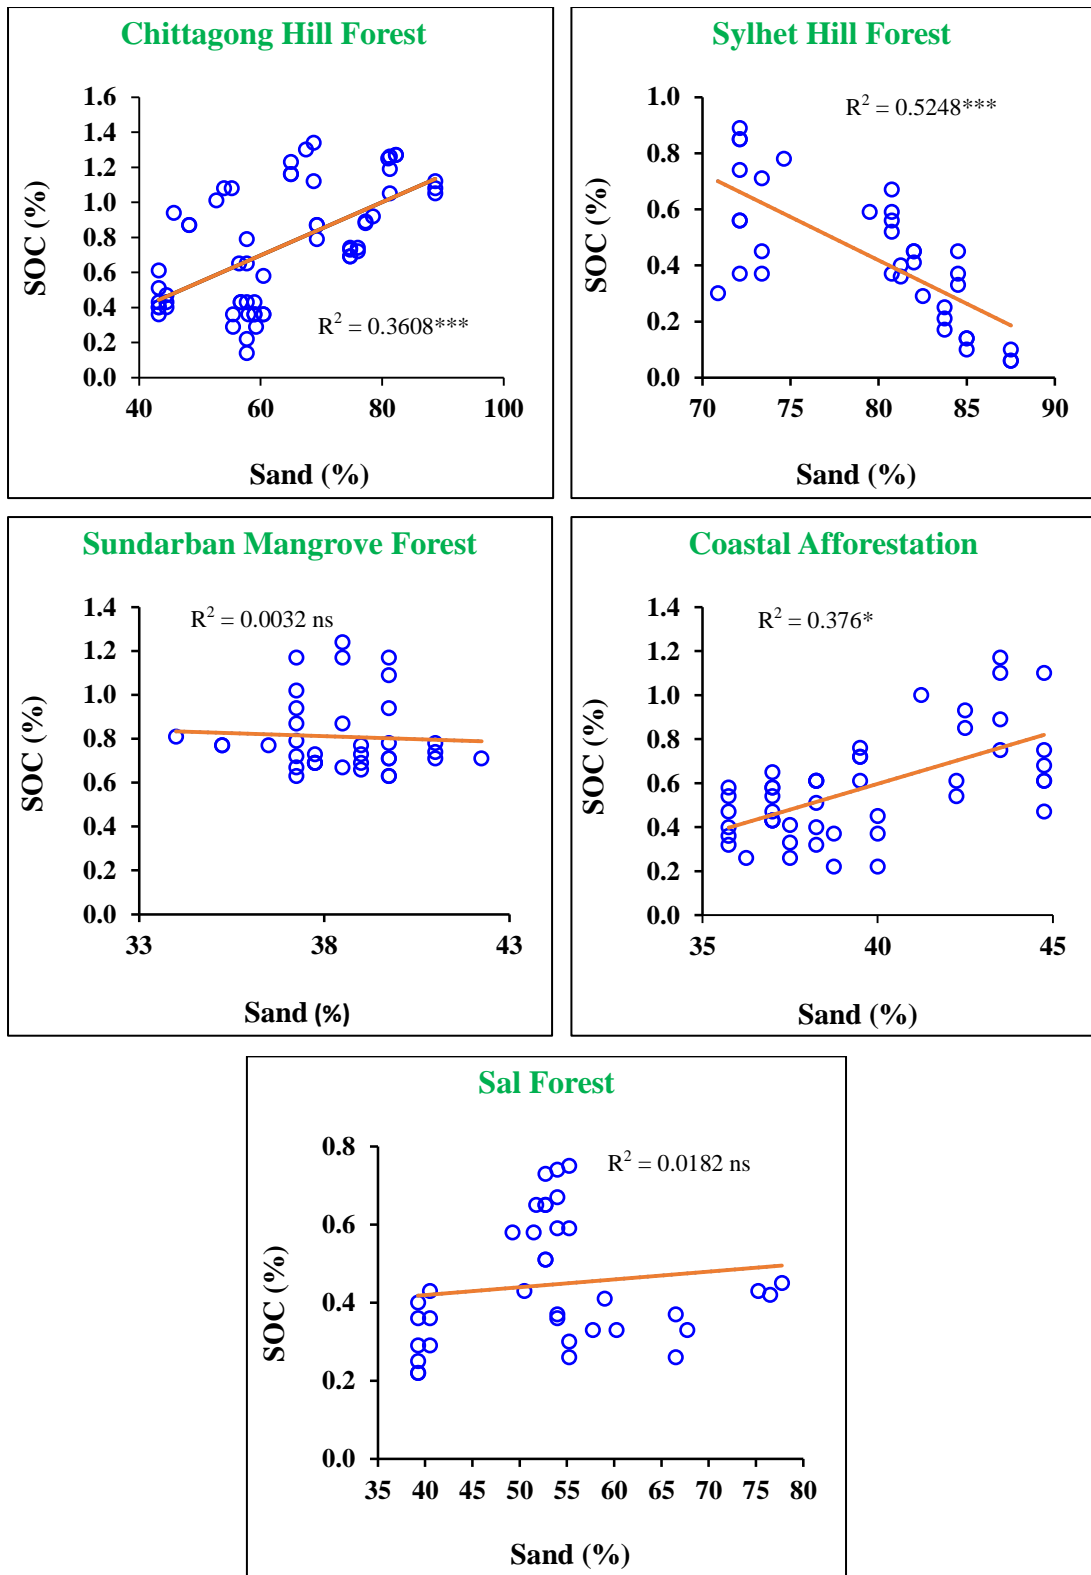 Chittagong Hill Forest
SOC (%)
1.6
1.4
1.2
1.0
0.8
0.6
0.4
0.2
0.0
R² = 0.3608***
40 60 80 100
Sand (%)
Sylhet Hill Forest
SOC (%)
1.0
0.8
0.6
0.4
0.2
0.0
R² = 0.5248***
70 75 80 85 90
Sand (%)
Sundarban Mangrove Forest
SOC (%)
1.4
1.2
1.0
0.8
0.6
0.4
0.2
0.0
R² = 0.0032 ns
33 38 43
Sand (%)
Coastal Afforestation
SOC (%)
1.4
1.2
1.0
0.8
0.6
0.4
0.2
0.0
R² = 0.376*
35 40 45
Sand (%)
Sal Forest
SOC (%)
0.8
0.6
0.4
0.2
0.0
R² = 0.0182 ns
35 40 45 50 55 60 65 70 75 80
Sand (%)